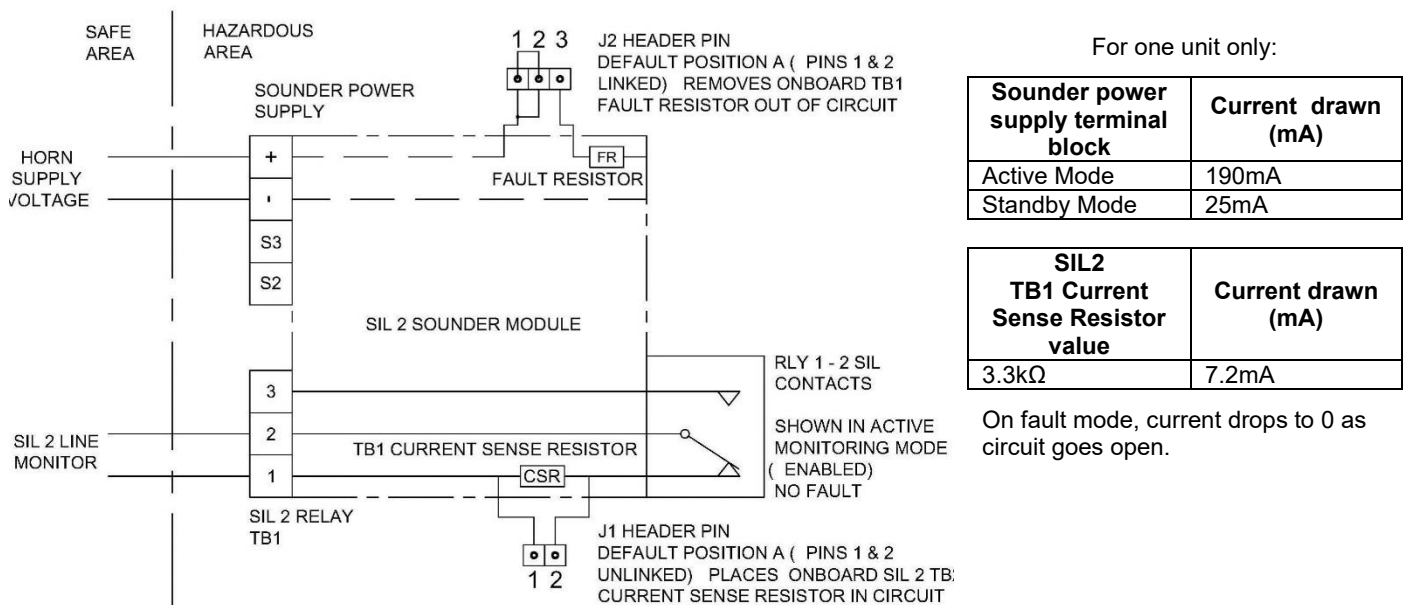 SAFE
AREA
HAZARDOUS
AREA
1 2 3
J2 HEADER PIN
DEFAULT POSITION A ( PINS 1 & 2
LINKED) REMOVES ONBOARD TB1
FAULT RESISTOR OUT OF CIRCUIT
SOUNDER POWER
SUPPLY
HORN
SUPPLY
VOLTAGE
+
-
S3
S2
FR
FAULT RESISTOR
SIL 2 SOUNDER MODULE
RLY 1 - 2 SIL
CONTACTS
SHOWN IN ACTIVE
MONITORING MODE
( ENABLED)
NO FAULT
3
2
1
SIL 2 LINE
MONITOR
TB1 CURRENT SENSE RESISTOR
CSR
SIL 2 RELAY
TB1
1 2
J1 HEADER PIN
DEFAULT POSITION A ( PINS 1 & 2
UNLINKED) PLACES ONBOARD SIL 2 TB
CURRENT SENSE RESISTOR IN CIRCUIT
For one unit only:
Sounder power
supply terminal
block
Current drawn
(mA)
Active Mode
190mA
Standby Mode
25mA
SIL2
TB1 Current
Sense Resistor
value
Current drawn
(mA)
3.3kΩ
7.2mA
On fault mode, current drops to 0 as
circuit goes open.